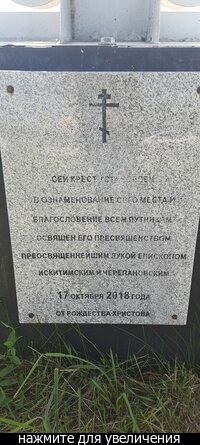 СЕЙ КРЕСТ УСТАНОВЛЕН
В ОЗНАМЕНОВАНИЕ СЕГО МЕСТА И
БЛАГОСЛОВЕНИЕ ВСЕМ ПУТНИКАМ
ОСВЯЩЕН ЕГО ПРЕСВЯЩЕНСТВОМ
ПРЕОСВЯЩЕННЕЙШИМ ЛУКОЙ ЕПИСКОПОМ
ИСКИТИМСКИМ И ЧЕРЕПАНОВСКИМ
17 ОКТЯБРЯ 2018 ГОДА
ОТ РОЖДЕСТВА ХРИСТОВА
нажмите для увеличения